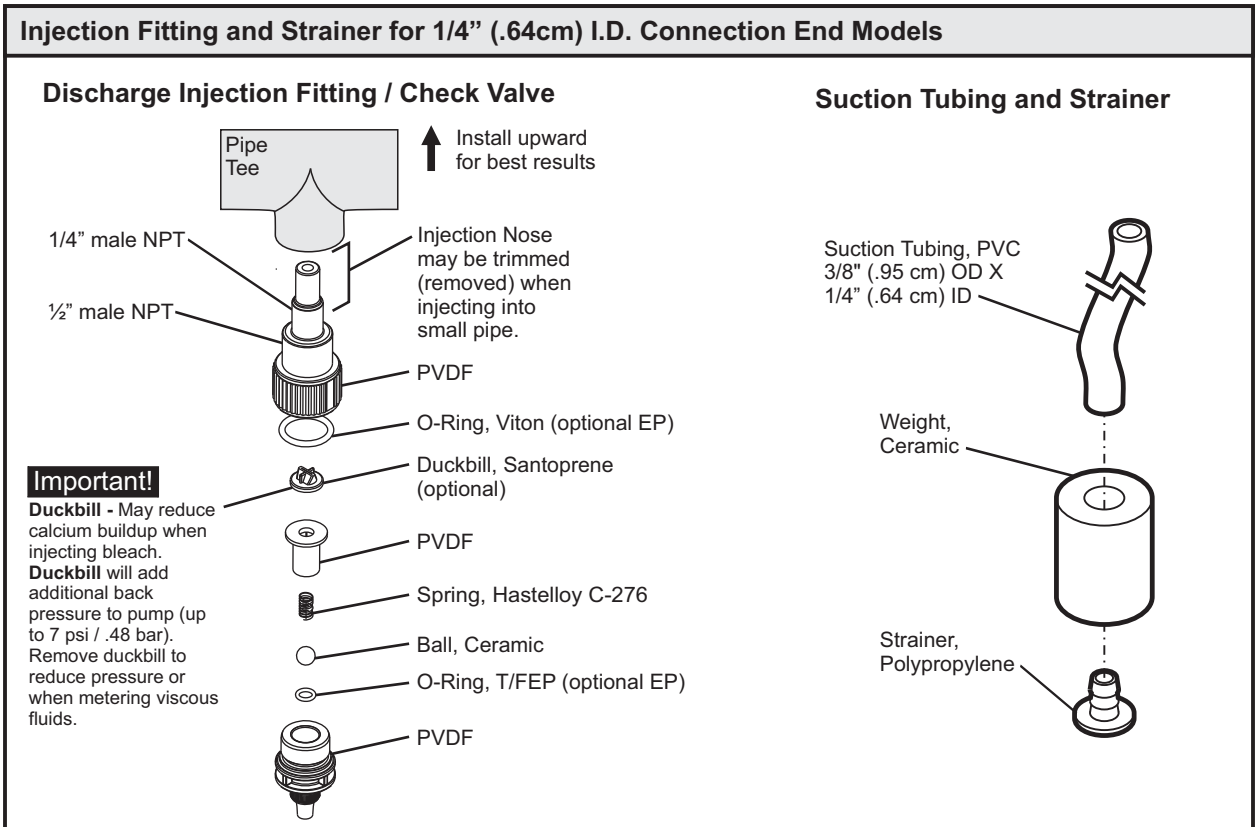 Injection Fitting and Strainer for 1/4” (.64cm) I.D. Connection End Models
Discharge Injection Fitting / Check Valve
Pipe
Tee
Install upward
for best results
1/4” male NPT
½” male NPT
Injection Nose
may be trimmed
(removed) when
injecting into
small pipe.
PVDF
O-Ring, Viton (optional EP)
Duckbill, Santoprene
(optional)
Important!
Duckbill - May reduce
calcium buildup when
injecting bleach.
Duckbill will add
additional back
pressure to pump (up
to 7 psi / .48 bar).
Remove duckbill to
reduce pressure or
when metering viscous
fluids.
PVDF
Spring, Hastelloy C-276
Ball, Ceramic
O-Ring, T/FEP (optional EP)
PVDF
Suction Tubing and Strainer
Suction Tubing, PVC
3/8" (.95 cm) OD X
1/4” (.64 cm) ID
Weight,
Ceramic
Strainer,
Polypropylene